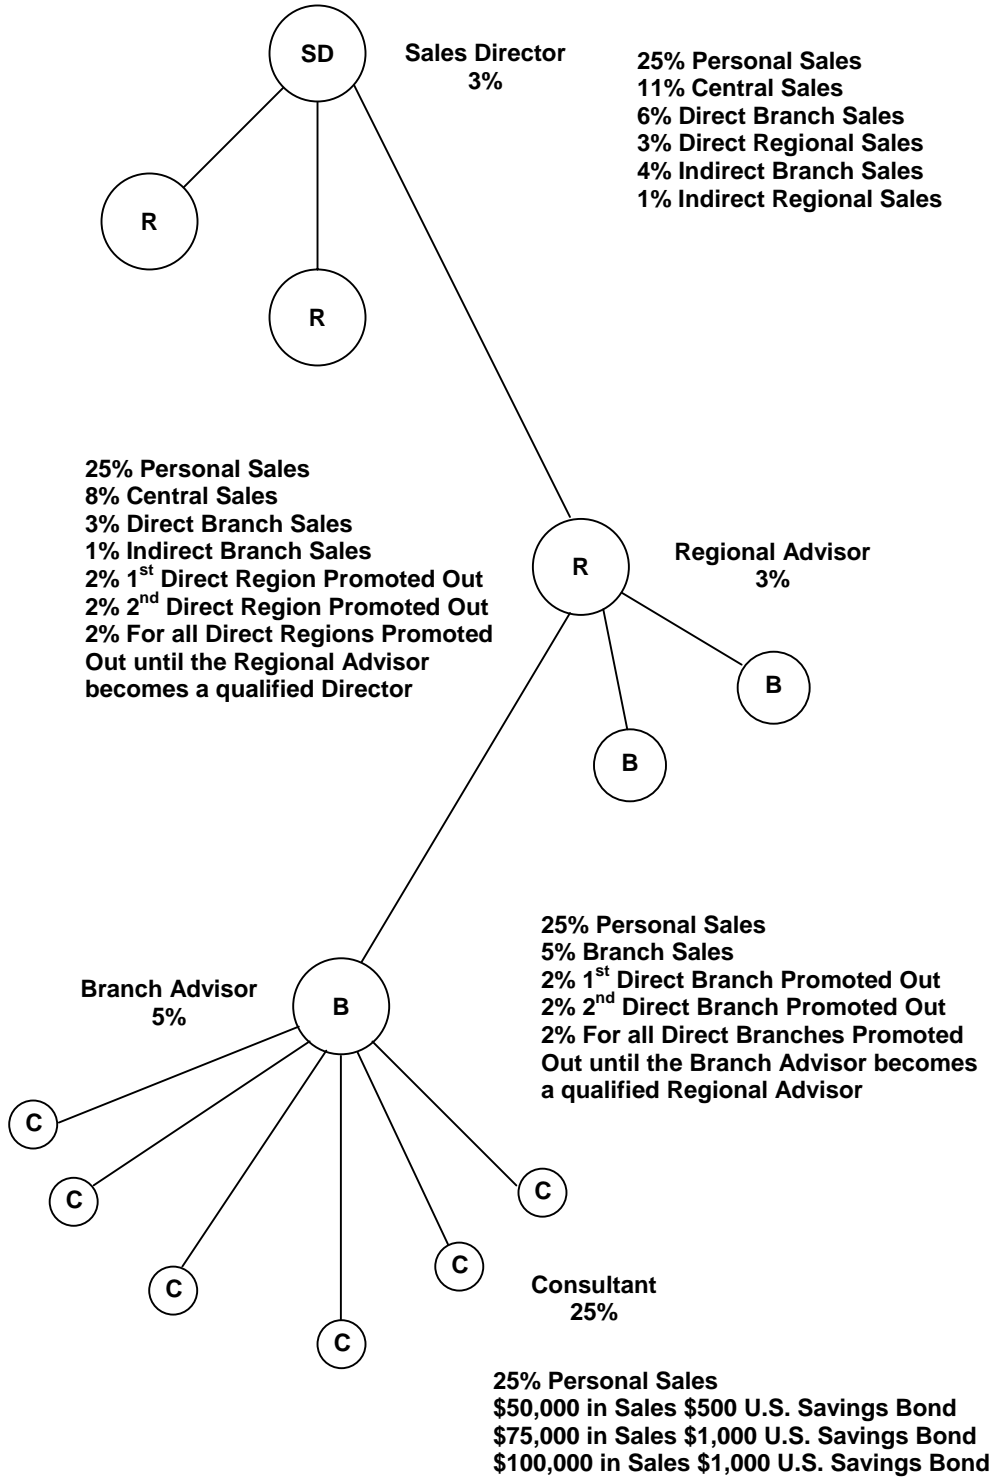 SD
Sales Director
3%
25% Personal Sales
11% Central Sales
6% Direct Branch Sales
3% Direct Regional Sales
4% Indirect Branch Sales
1% Indirect Regional Sales
R
R
25% Personal Sales
8% Central Sales
3% Direct Branch Sales
1% Indirect Branch Sales
2% 1st Direct Region Promoted Out
2% 2nd Direct Region Promoted Out
2% For all Direct Regions Promoted
Out until the Regional Advisor
becomes a qualified Director
R
Regional Advisor
3%
B
B
25% Personal Sales
5% Branch Sales
2% 1st Direct Branch Promoted Out
2% 2nd Direct Branch Promoted Out
2% For all Direct Branches Promoted
Out until the Branch Advisor becomes
a qualified Regional Advisor
Branch Advisor
5%
B
C
C
C
C
C
C
Consultant
25%
25% Personal Sales
$50,000 in Sales $500 U.S. Savings Bond
$75,000 in Sales $1,000 U.S. Savings Bond
$100,000 in Sales $1,000 U.S. Savings Bond